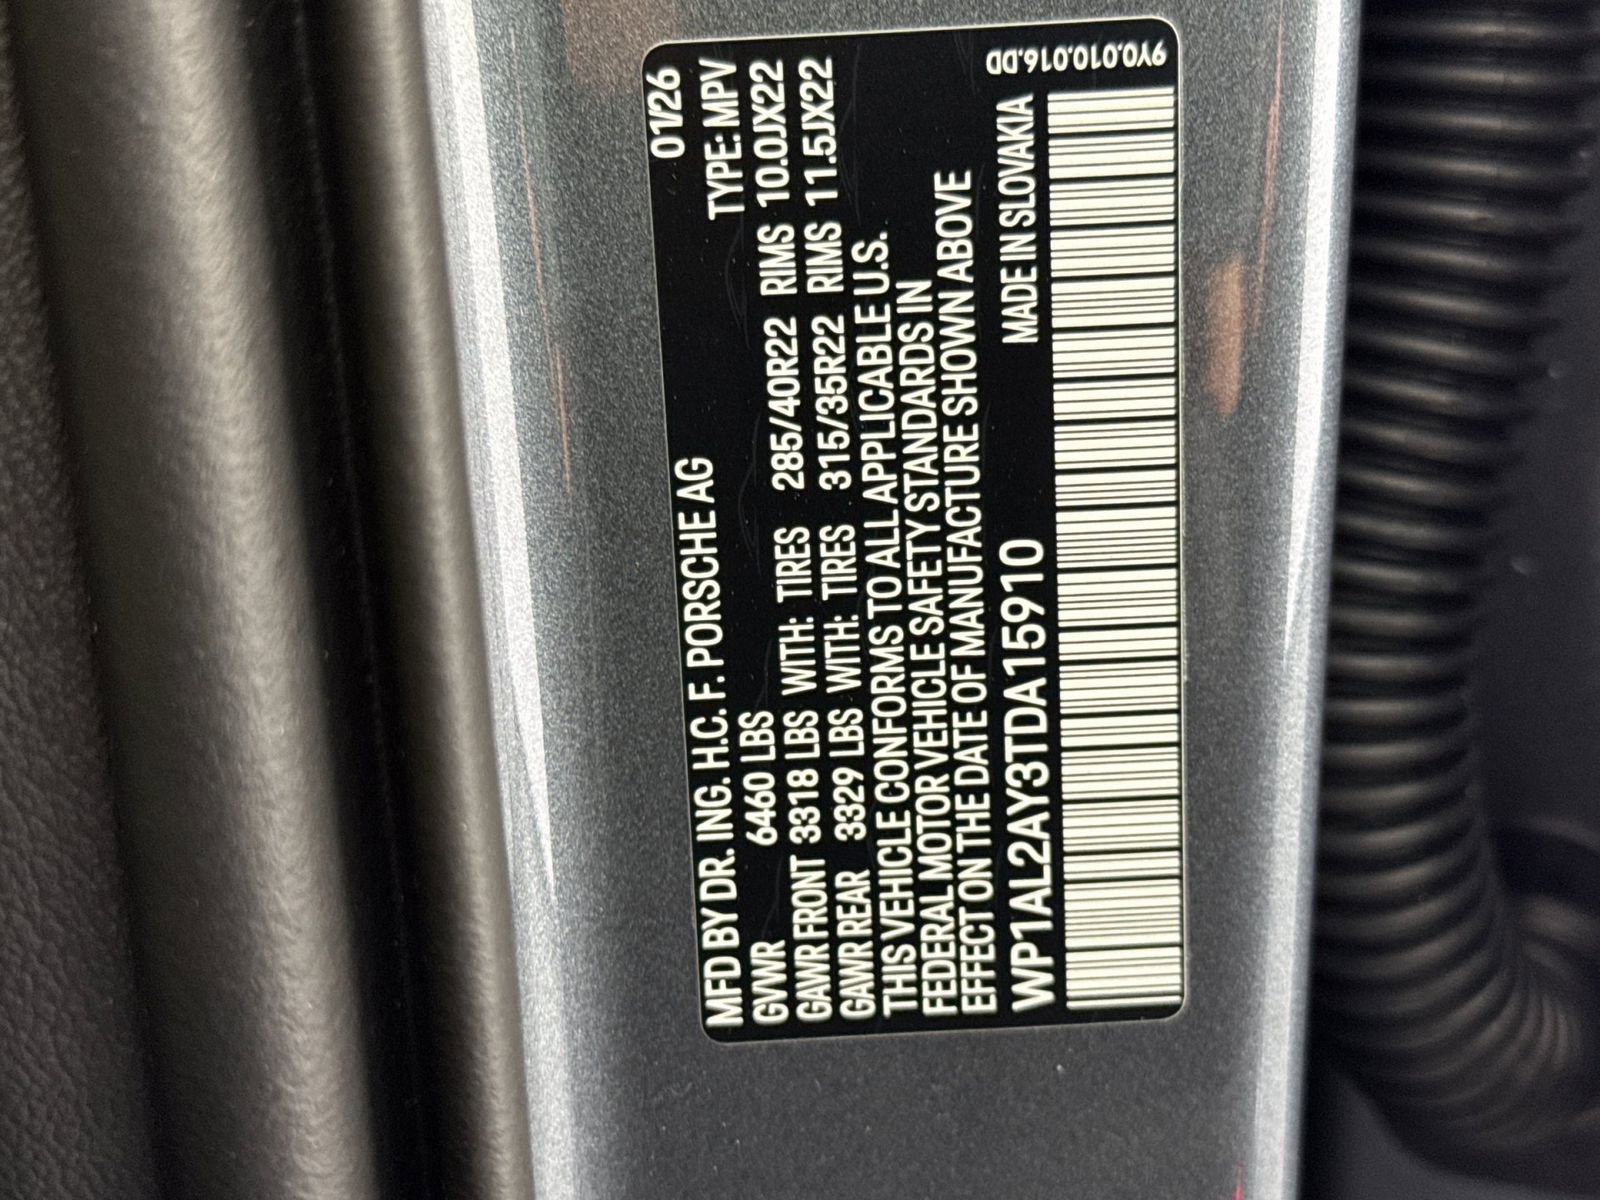 MFD BY DR. ING. H.C. F. PORSCHE AG 01/26
GVWR 6460 LBS TYPE: MPV
GAWR FRONT 3318 LBS WITH: TIRES 285/40R22 RIMS 10.0JX22
GAWR REAR 3329 LBS WITH: TIRES 315/35R22 RIMS 11.5JX22
THIS VEHICLE CONFORMS TO ALL APPLICABLE U.S.
FEDERAL MOTOR VEHICLE SAFETY STANDARDS IN
EFFECT ON THE DATE OF MANUFACTURE SHOWN ABOVE
WP1AL2AY3TDA15910 MADE IN SLOVAKIA
9Y0.010.016.DD